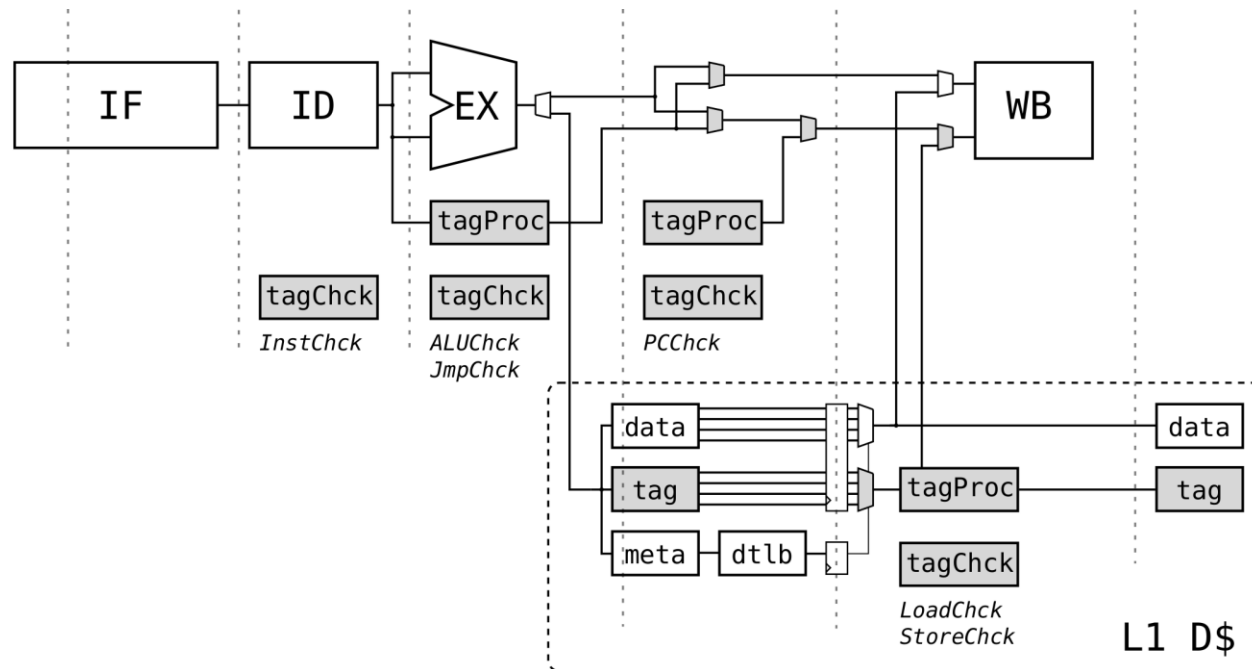 IF
ID
EX
WB
tagProc
tagProc
tagChck
tagChck
tagChck
InstChck
ALUChck
PCChck
JmpChck
data
data
tag
tagProc
tag
meta
dtlb
tagChck
LoadChck
StoreChck
L1 D$